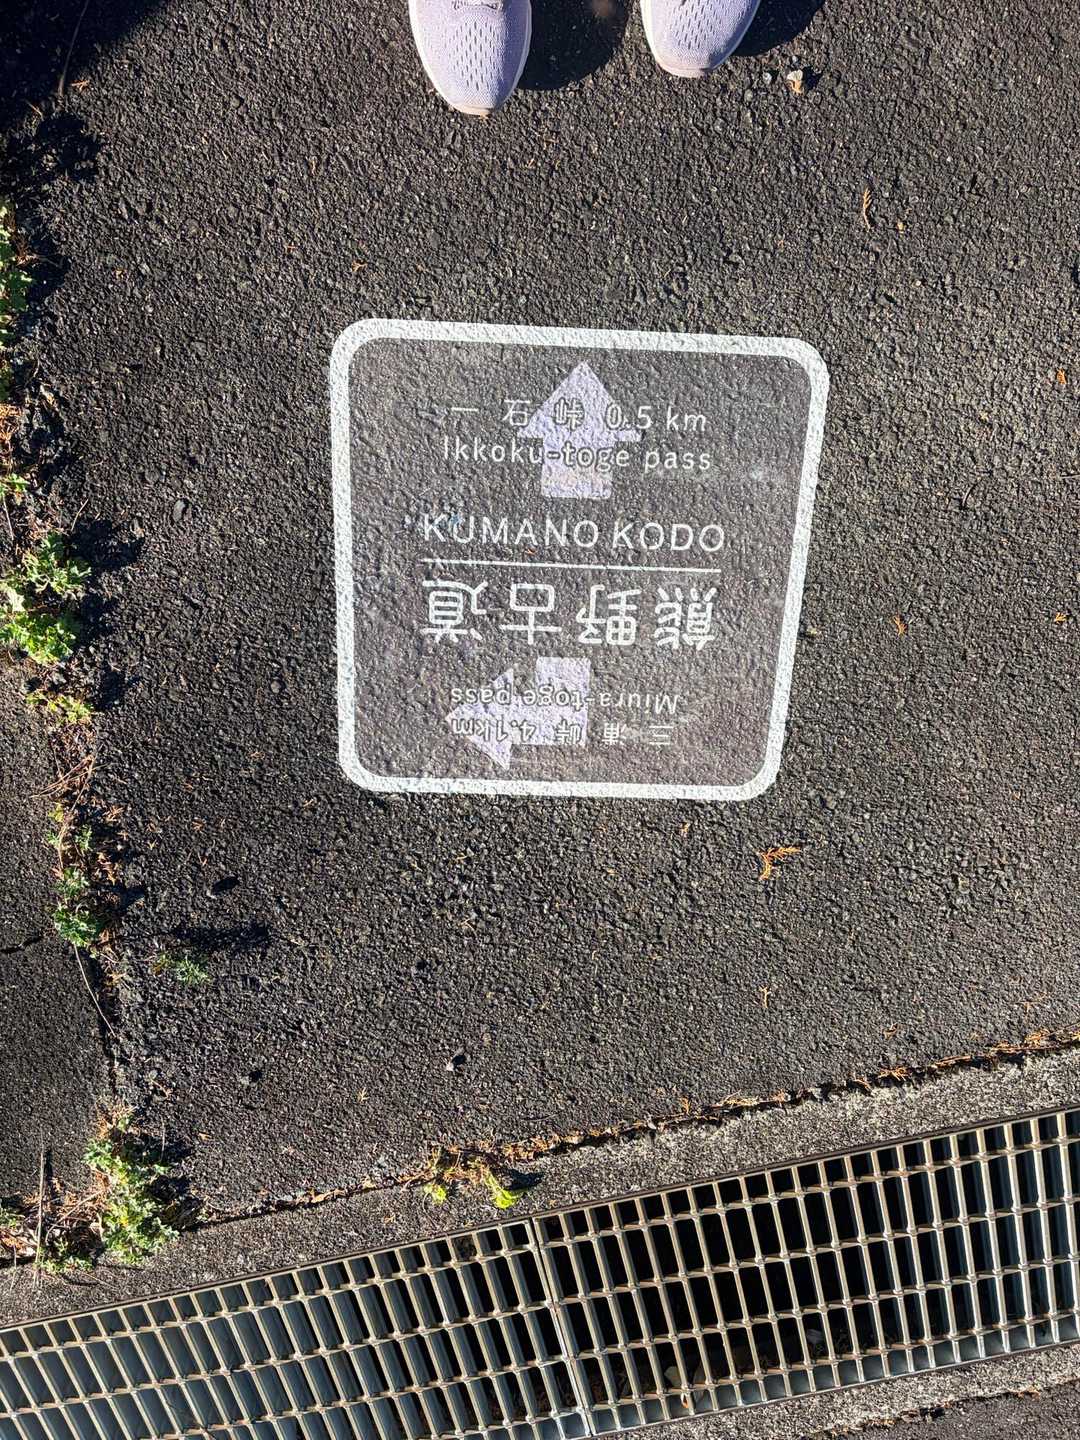 一石峠 0.5 km
Ikkoku-toge pass
KUMANO KODO
熊野古道
Miura-toge pass
三浦峠 4.1km